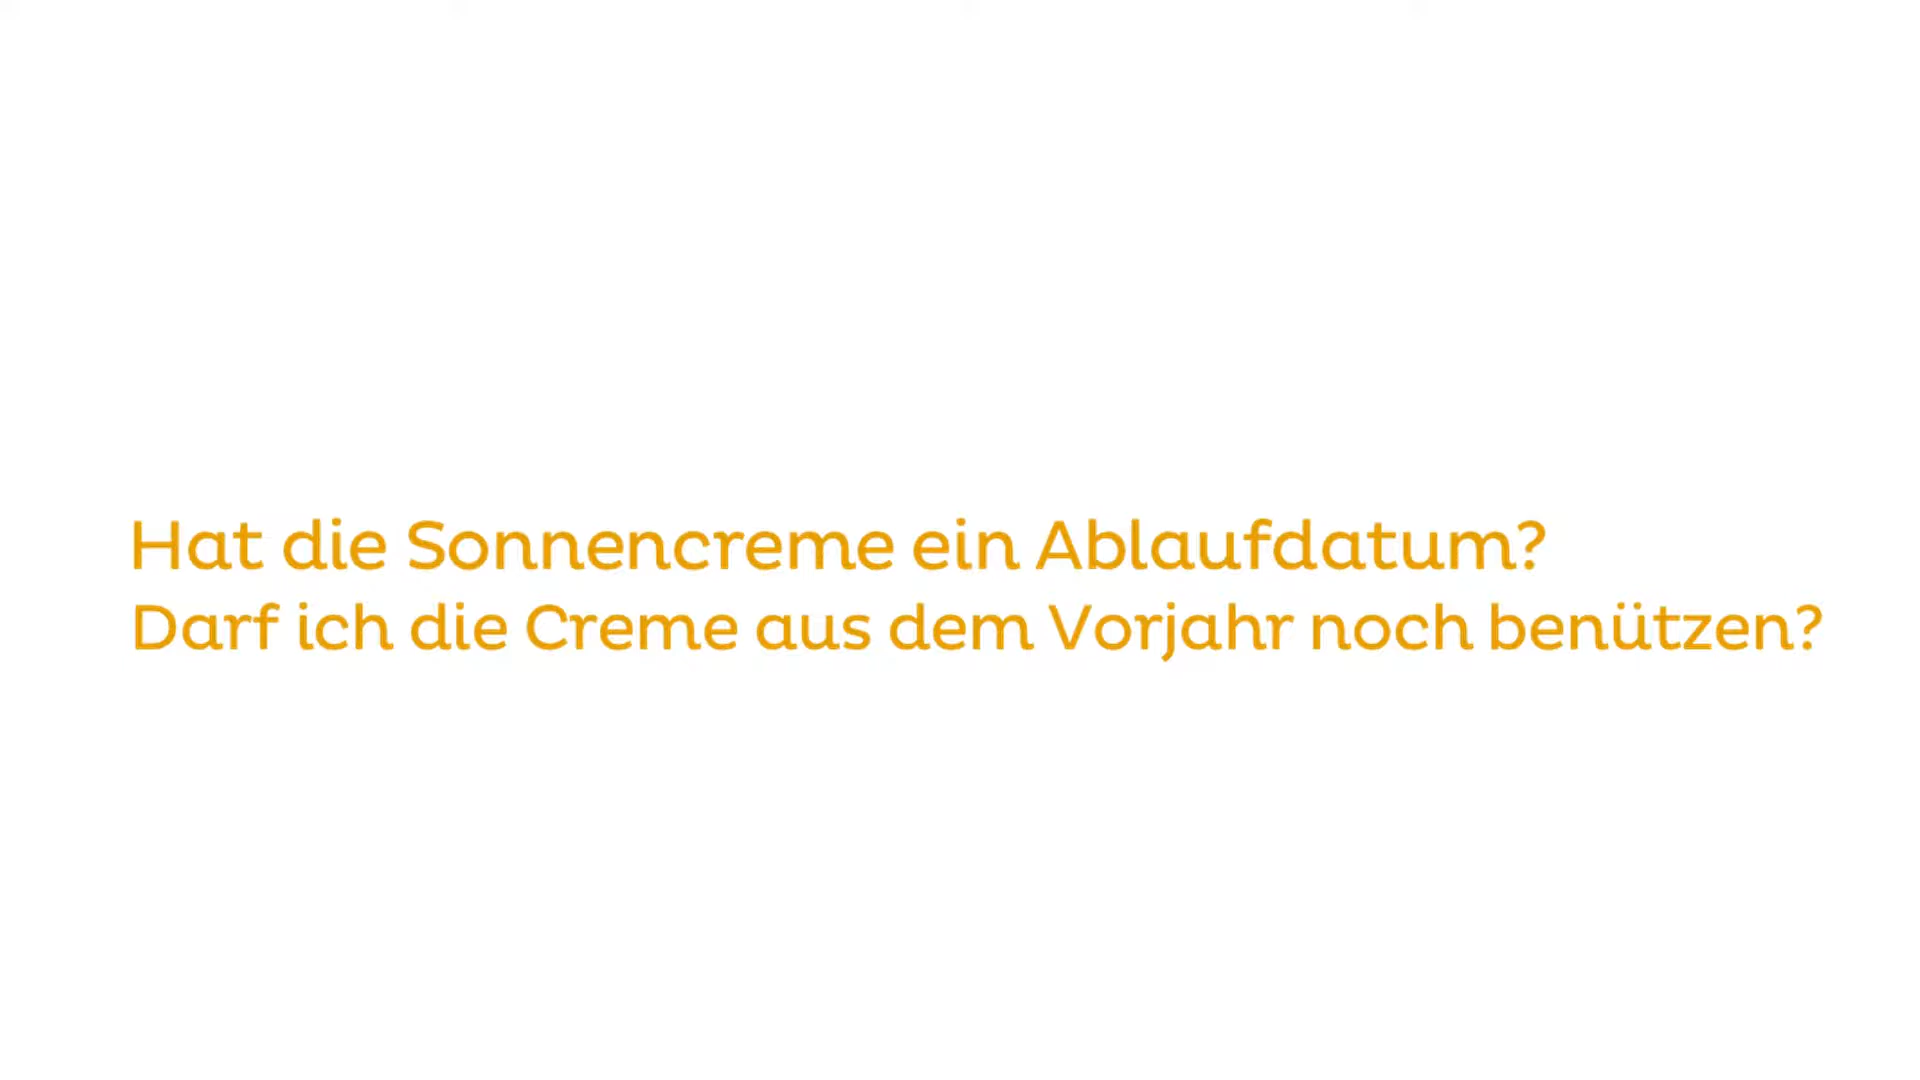 Hat die Sonnencreme ein Ablaufdatum?
Darf ich die Creme aus dem Vorjahr noch benützen?